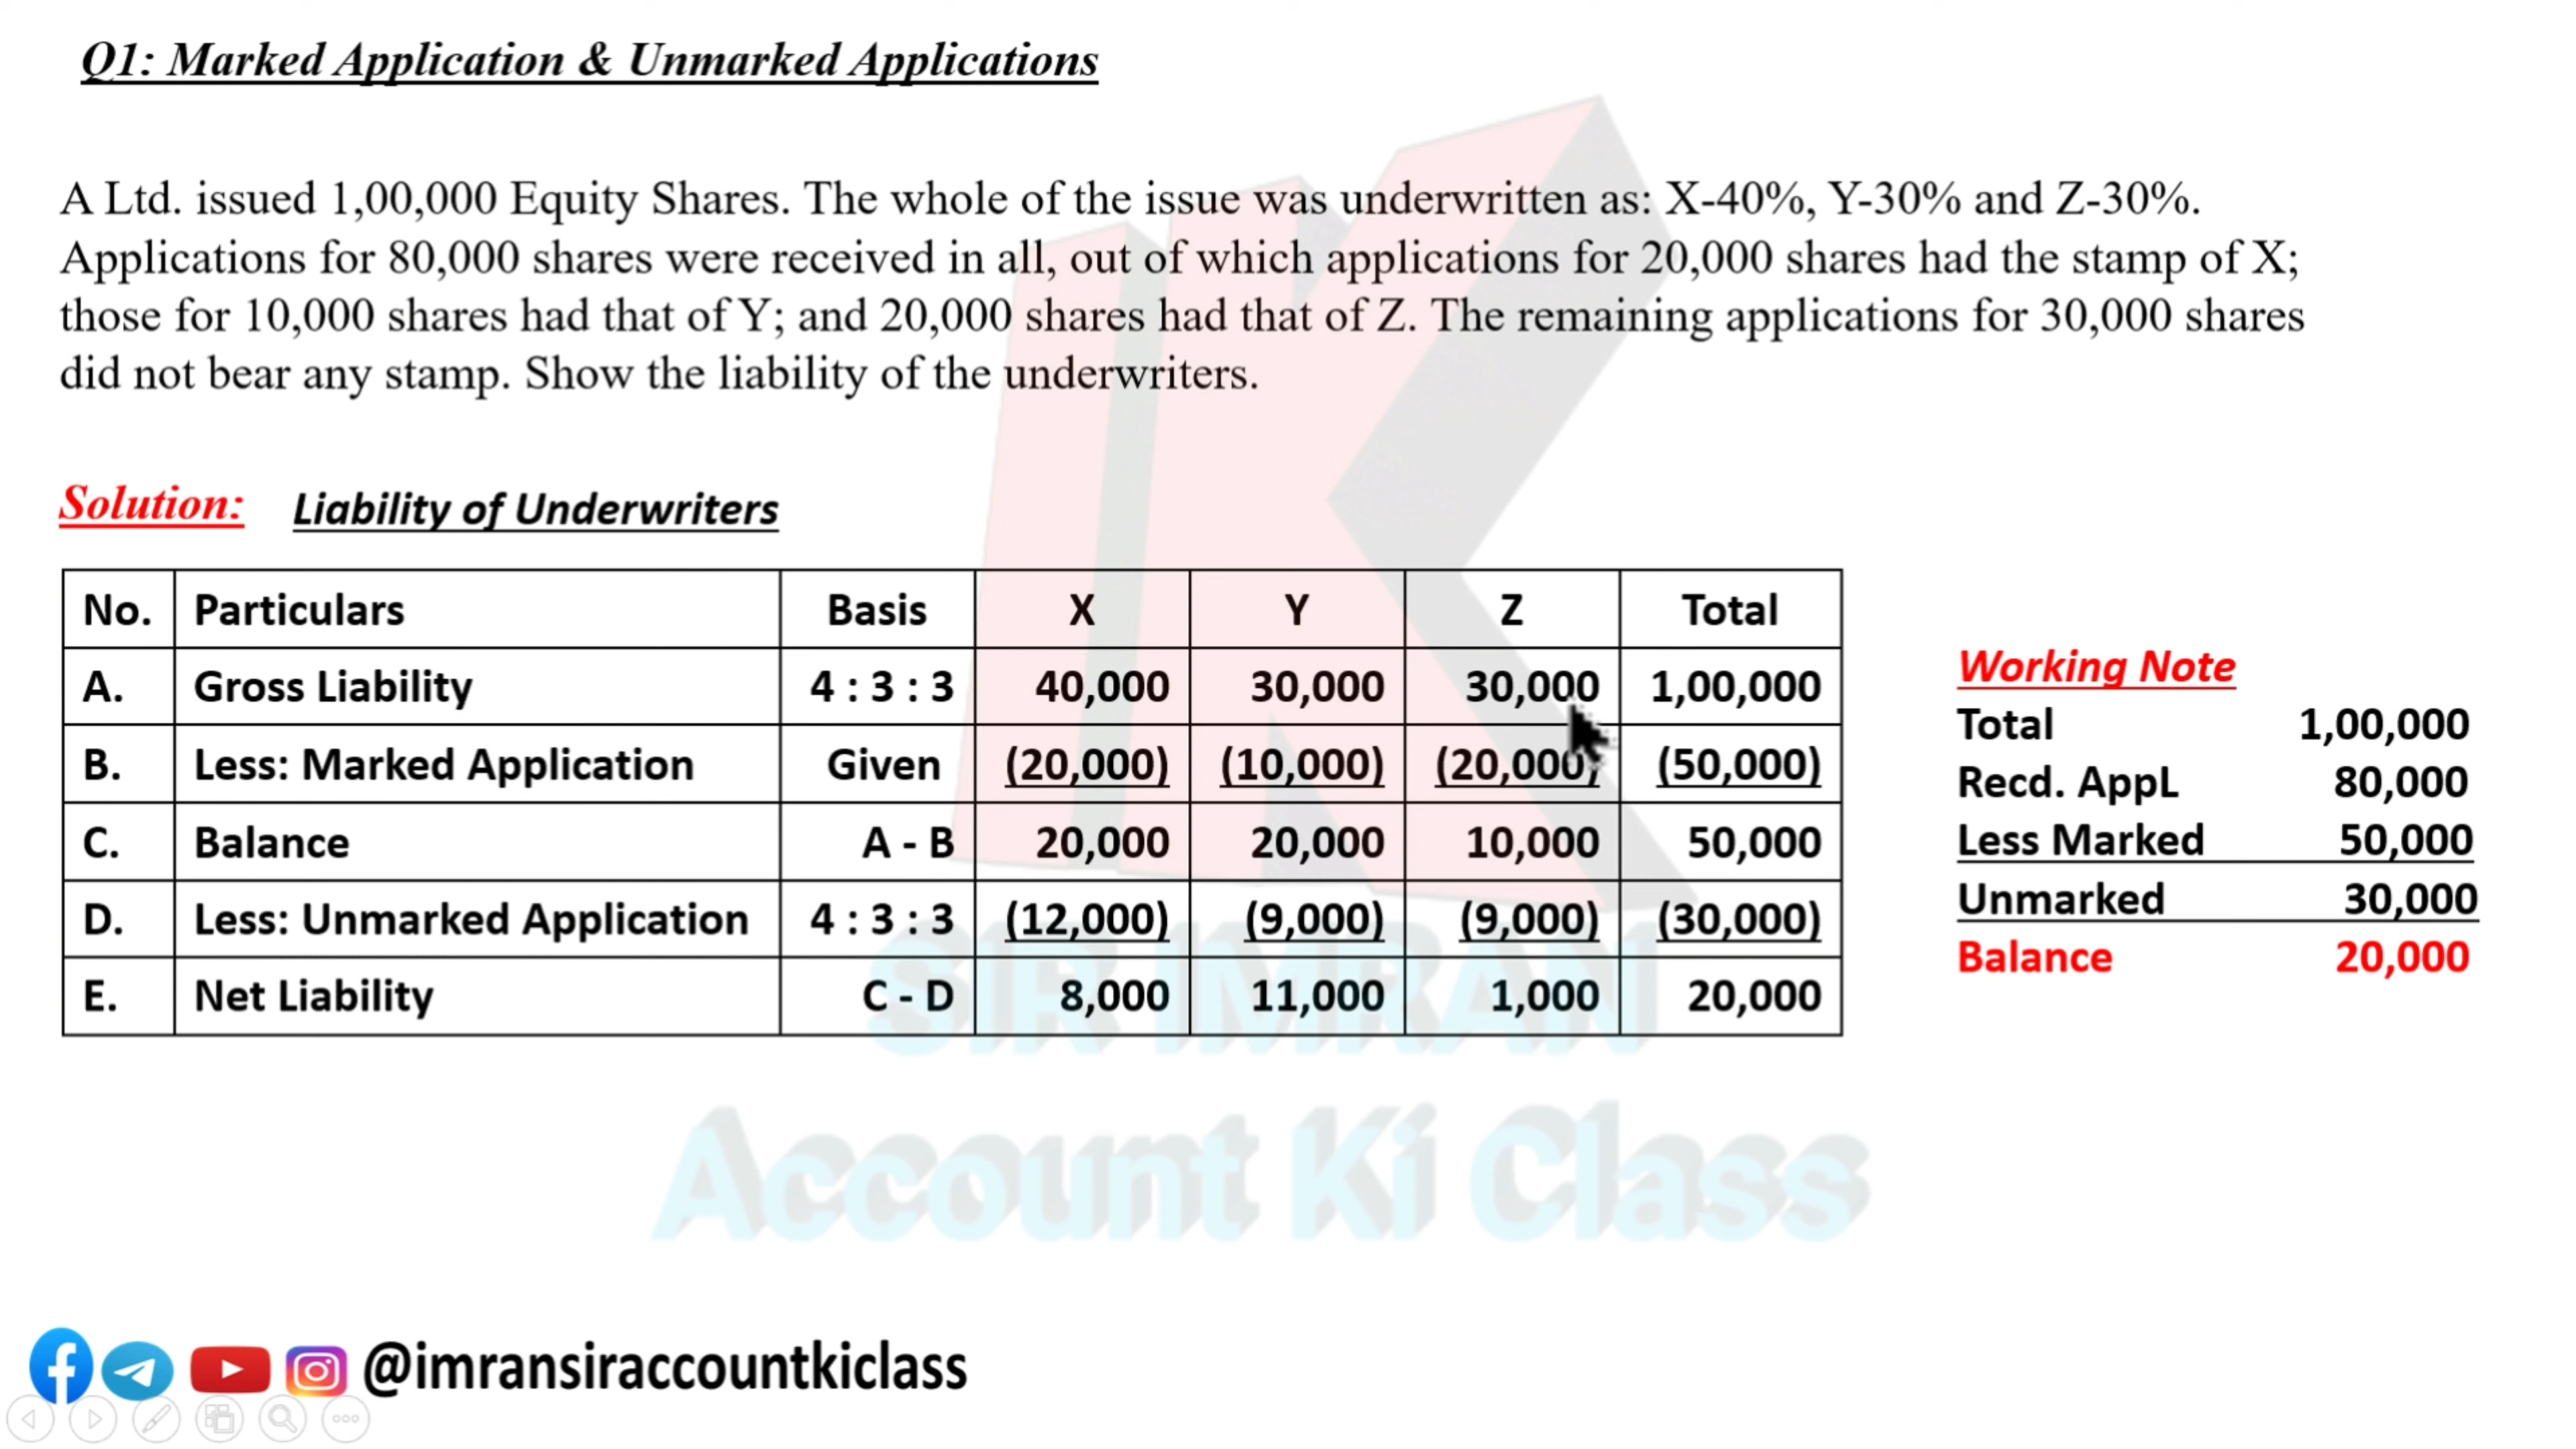 Q1: Marked Application & Unmarked Applications
A Ltd. issued 1,00,000 Equity Shares. The whole of the issue was underwritten as: X-40%, Y-30% and Z-30%.
Applications for 80,000 shares were received in all, out of which applications for 20,000 shares had the stamp of X;
those for 10,000 shares had that of Y; and 20,000 shares had that of Z. The remaining applications for 30,000 shares
did not bear any stamp. Show the liability of the underwriters.
Solution: Liability of Underwriters
No. Particulars Basis X Y Z Total
A. Gross Liability 4 : 3 : 3 40,000 30,000 30,000 1,00,000
B. Less: Marked Application Given (20,000) (10,000) (20,000) (50,000)
C. Balance A - B 20,000 20,000 10,000 50,000
D. Less: Unmarked Application 4 : 3 : 3 (12,000) (9,000) (9,000) (30,000)
E. Net Liability C - D 8,000 11,000 1,000 20,000
Working Note
Total 1,00,000
Recd. AppL 80,000
Less Marked 50,000
Unmarked 30,000
Balance 20,000
SIR IMRAN
Account Ki Class
@imransiraccountkiclass